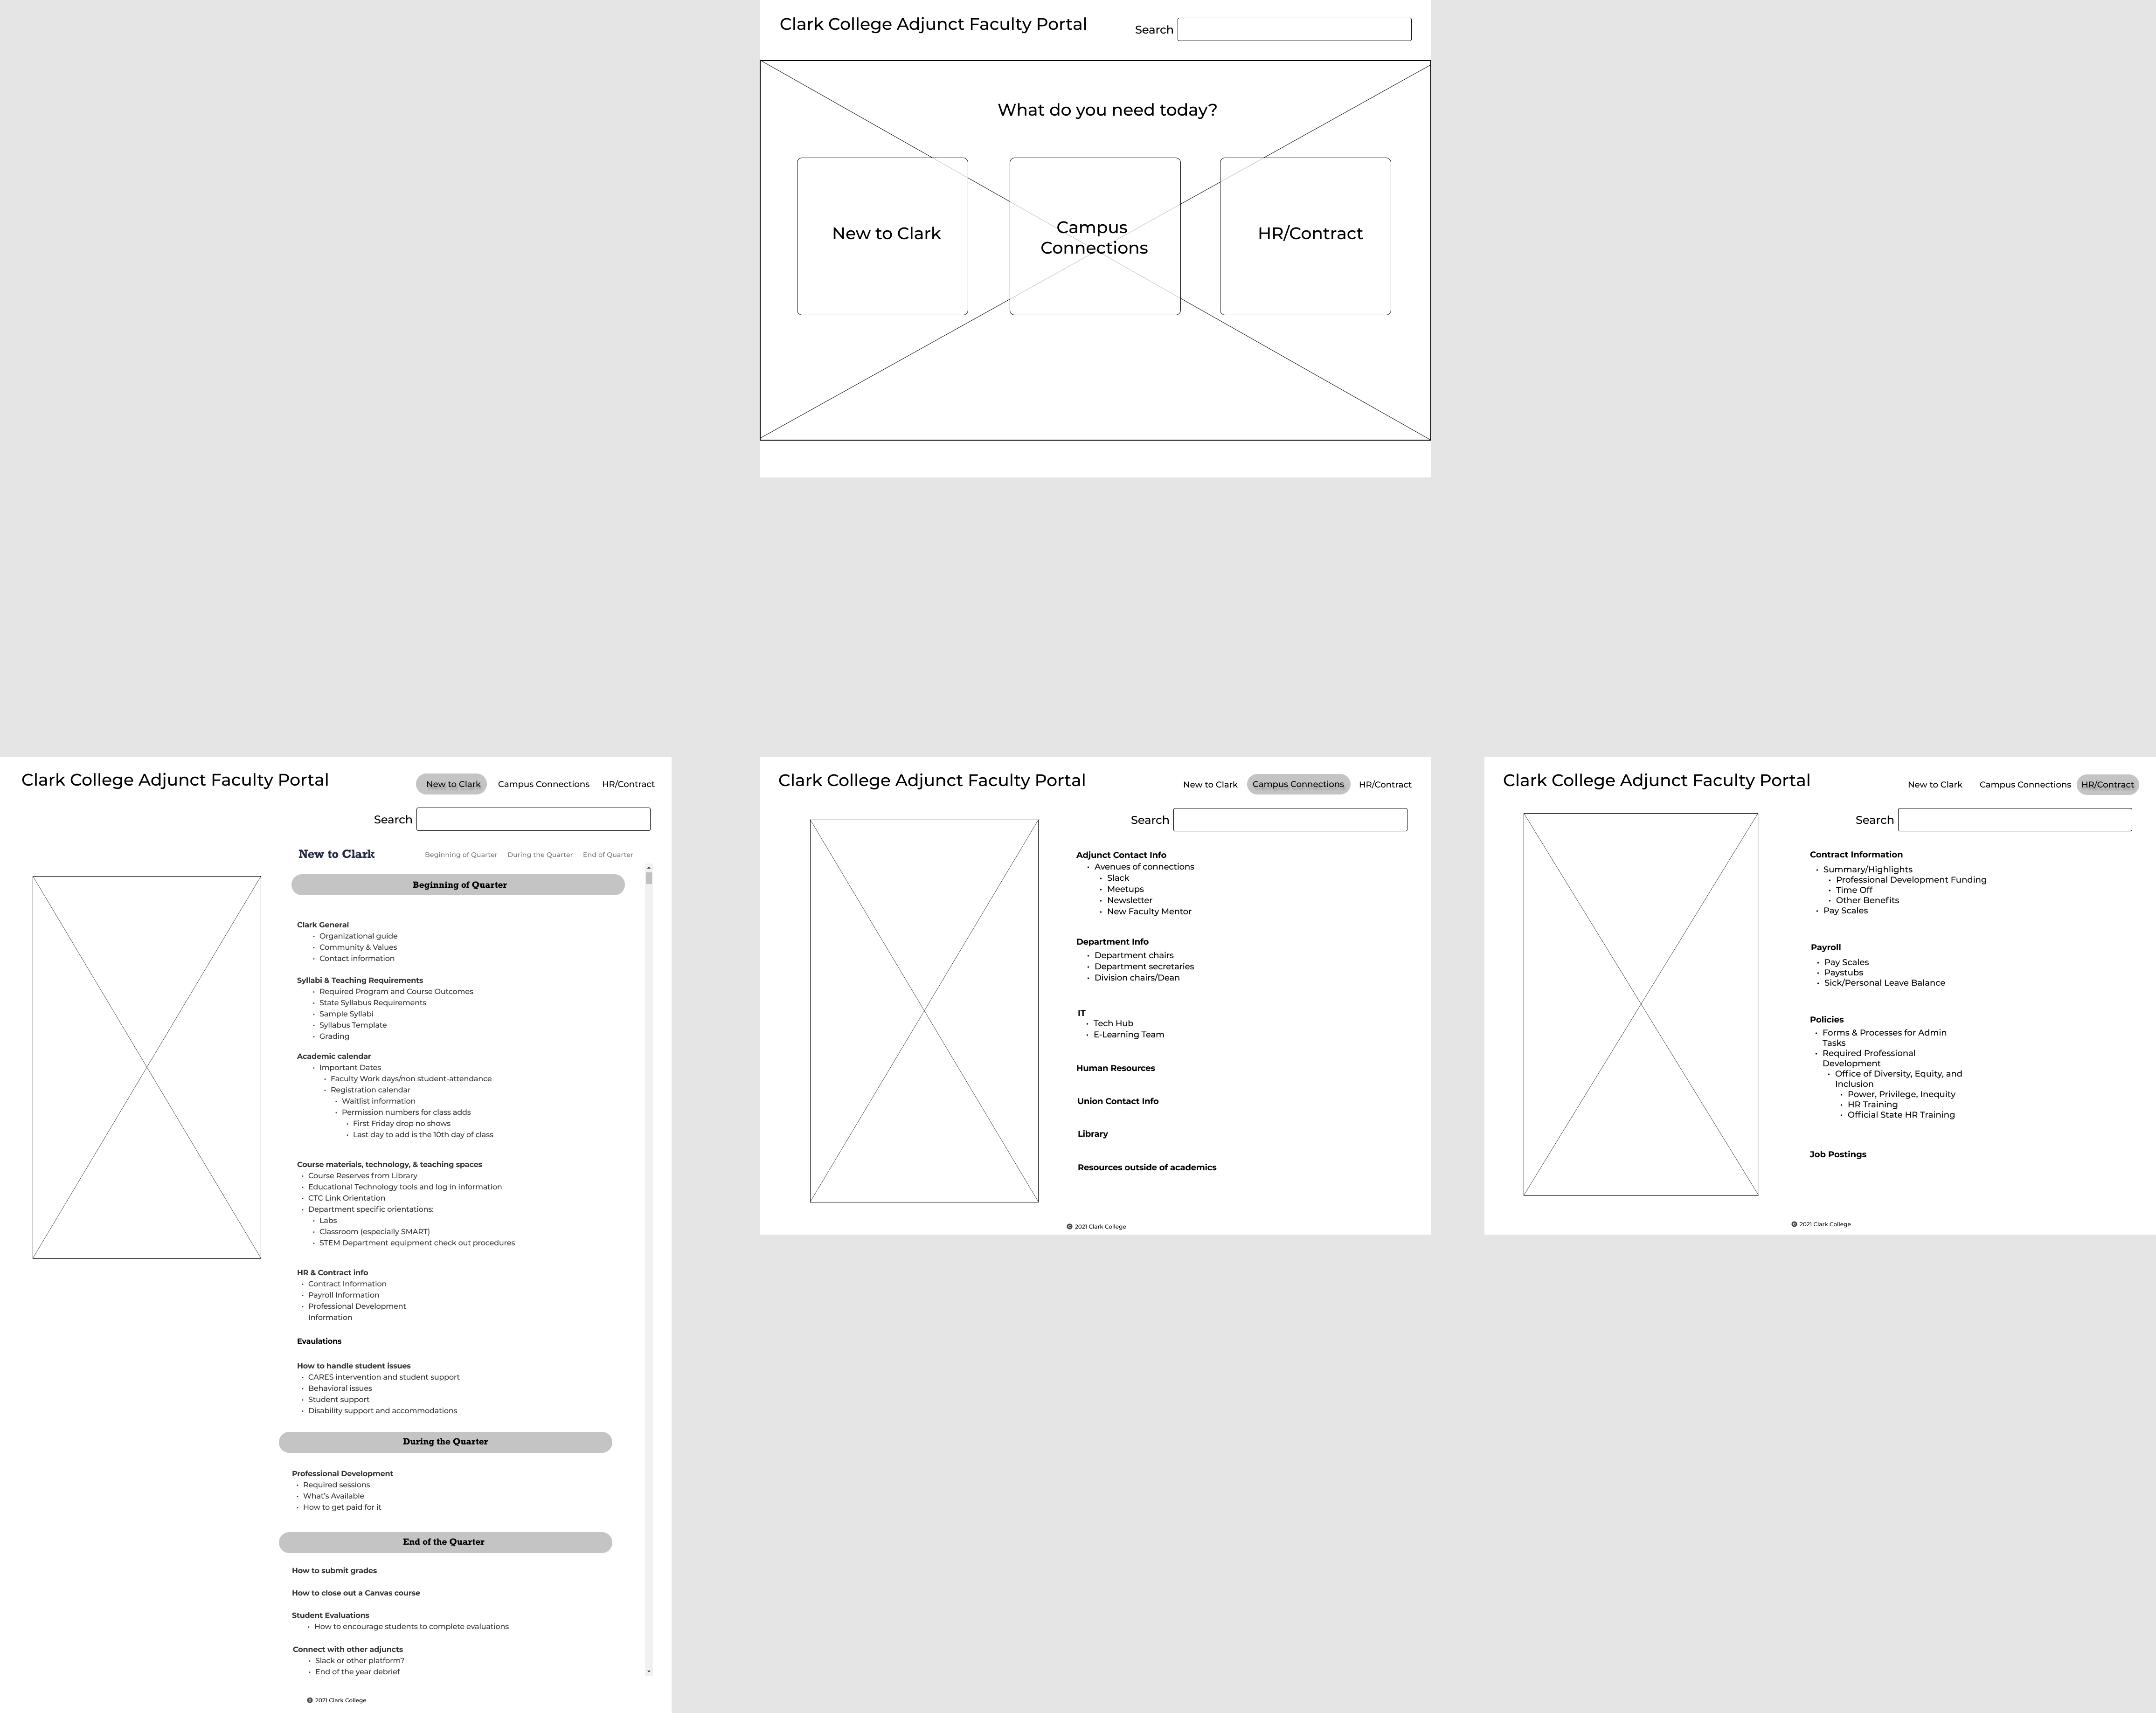 Clark College Adjunct Faculty Portal
Search
What do you need today?
New to Clark
Campus
Connections
HR/Contract
Clark College Adjunct Faculty Portal
New to Clark
Campus Connections
HR/Contract
Search
New to Clark
Beginning of Quarter
During the Quarter
End of Quarter
Beginning of Quarter
Clark General
• Organizational guide
• Community & Values
• Contact information
Syllabi & Teaching Requirements
• Required Program and Course Outcomes
• State Syllabus Requirements
• Sample Syllabi
• Syllabus Template
• Grading
Academic calendar
• Important Dates
• Faculty Work days/non student-attendance
• Registration calendar
• Waitlist information
• Permission numbers for class adds
• First Friday drop no shows
• Last day to add is the 10th day of class
Course materials, technology, & teaching spaces
• Course Reserves from Library
• Educational Technology tools and log in information
• CTC Link Orientation
• Department specific orientations:
• Labs
• Classroom (especially SMART)
• STEM Department equipment check out procedures
HR & Contract info
• Contract Information
• Payroll Information
• Professional Development
Information
Evaulations
How to handle student issues
• CARES intervention and student support
• Behavioral issues
• Student support
• Disability support and accommodations
During the Quarter
Professional Development
• Required sessions
• What's Available
• How to get paid for it
End of the Quarter
How to submit grades
How to close out a Canvas course
Student Evaluations
• How to encourage students to complete evaluations
Connect with other adjuncts
• Slack or other platform?
• End of the year debrief
© 2021 Clark College
Clark College Adjunct Faculty Portal
New to Clark
Campus Connections
HR/Contract
Search
Adjunct Contact Info
• Avenues of connections
• Slack
• Meetups
• Newsletter
• New Faculty Mentor
Department Info
• Department chairs
• Department secretaries
• Division chairs/Dean
IT
• Tech Hub
• E-Learning Team
Human Resources
Union Contact Info
Library
Resources outside of academics
© 2021 Clark College
Clark College Adjunct Faculty Portal
New to Clark
Campus Connections
HR/Contract
Search
Contract Information
• Summary/Highlights
• Professional Development Funding
• Time Off
• Other Benefits
• Pay Scales
Payroll
• Pay Scales
• Paystubs
• Sick/Personal Leave Balance
Policies
• Forms & Processes for Admin
Tasks
• Required Professional
Development
• Office of Diversity, Equity, and
Inclusion
• Power, Privilege, Inequity
• HR Training
• Official State HR Training
Job Postings
© 2021 Clark College